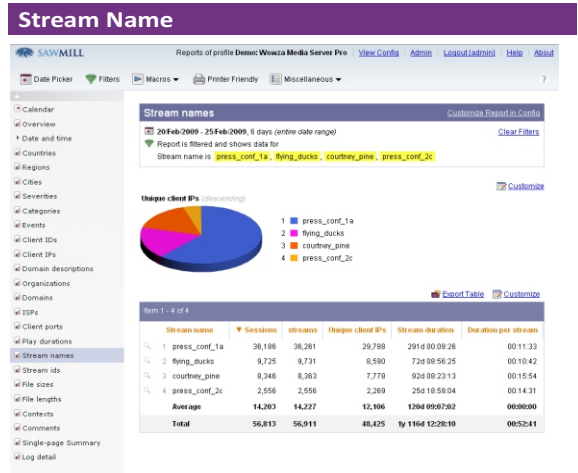 Stream Name
SAWMILL
Reports of profile Demo: Wowza Media Server Pro View Config Admin Logout (admin) Help About
Date Picker Filters Macros Printer Friendly Miscellaneous ?
Calendar
Overview
Date and time
Countries
Regions
Cities
Severities
Categories
Events
Client IDs
Client IPs
Domain descriptions
Organizations
Domains
ISPs
Client ports
Play durations
Stream names
Stream ids
File sizes
File lengths
Contexts
Comments
Single-page Summary
Log detail
Stream names Customize Report in Config
20/Feb/2009 - 25/Feb/2009, 6 days (entire date range) Clear Filters
Report is filtered and shows data for
Stream name is press_conf_1a, flying_ducks, courtney_pine, press_conf_2c
Customize
Unique client IPs (descending)
1 press_conf_1a
2 flying_ducks
3 courtney_pine
4 press_conf_2c
Export Table Customize
Item 1 - 4 of 4
Stream name Sessions streams Unique client IPs Stream duration Duration per stream
1 press_conf_1a 36,186 36,261 29,788 291d 00:09:26 00:11:33
2 flying_ducks 9,725 9,731 8,590 72d 08:56:25 00:10:42
3 courtney_pine 8,346 8,363 7,778 92d 08:23:13 00:15:54
4 press_conf_2c 2,556 2,556 2,269 25d 18:59:04 00:14:31
Average 14,203 14,227 12,106 120d 09:07:02 00:00:00
Total 56,813 56,911 48,425 1y 116d 12:28:10 00:52:41